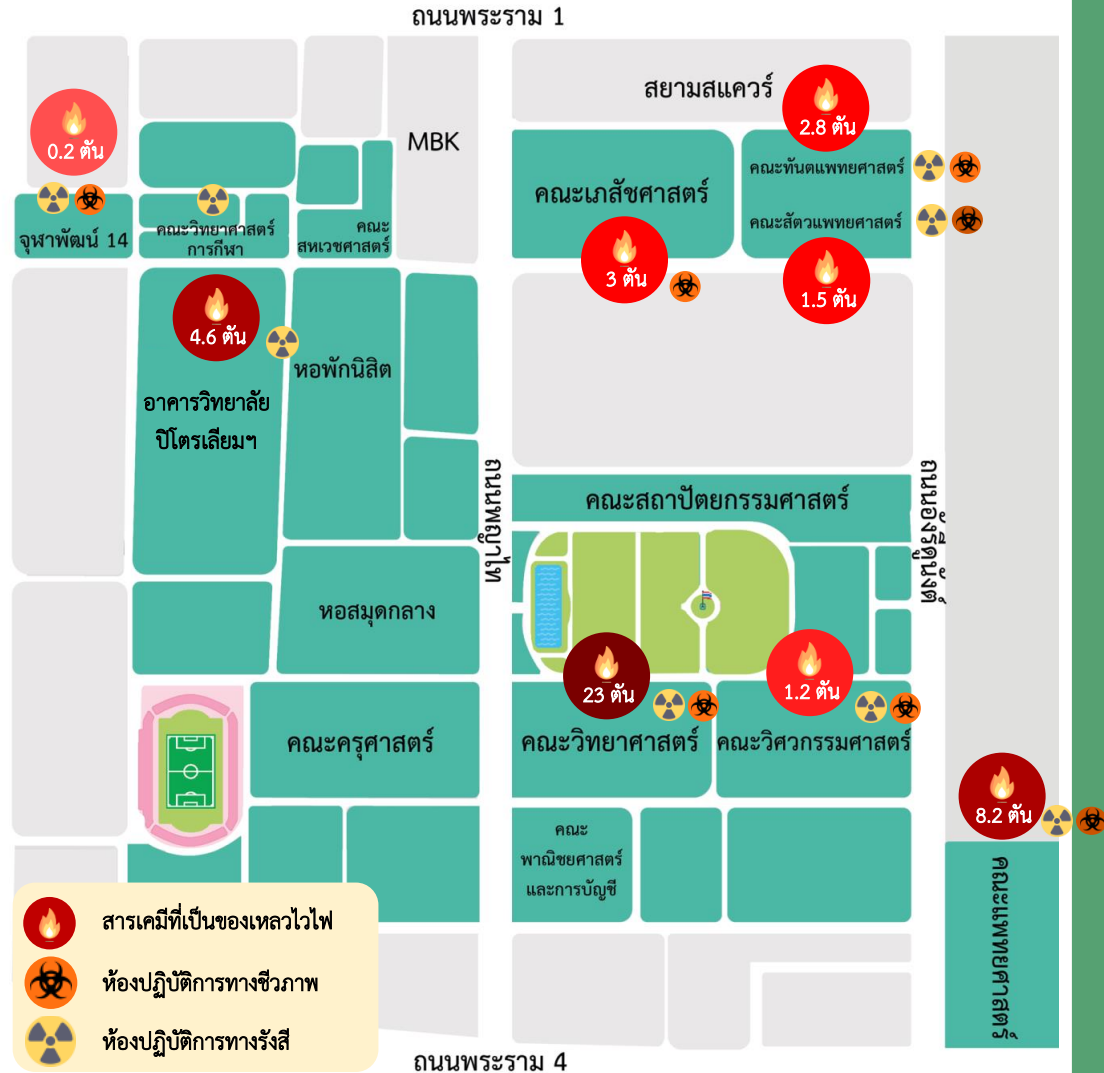 ถนนพระราม 1
สยามสแควร์
2.8 ตัน
0.2 ตัน
MBK
คณะเภสัชศาสตร์
คณะทันตแพทยศาสตร์
คณะสัตวแพทยศาสตร์
จุฬาพัฒน์ 14
คณะวิทยาศาสตร์
การกีฬา
คณะ
สหเวชศาสตร์
3 ตัน
1.5 ตัน
4.6 ตัน
หอพักนิสิต
อาคารวิทยาลัย
ปิโตรเลียมฯ
ถนนพญาไท
คณะสถาปัตยกรรมศาสตร์
ถนนอังรีดูนังต์
หอสมุดกลาง
23 ตัน
1.2 ตัน
คณะครุศาสตร์
คณะวิทยาศาสตร์
คณะวิศวกรรมศาสตร์
8.2 ตัน
คณะ
พาณิชยศาสตร์
และการบัญชี
คณะแพทยศาสตร์
สารเคมีที่เป็นของเหลวไวไฟ
ห้องปฏิบัติการทางชีวภาพ
ห้องปฏิบัติการทางรังสี
ถนนพระราม 4